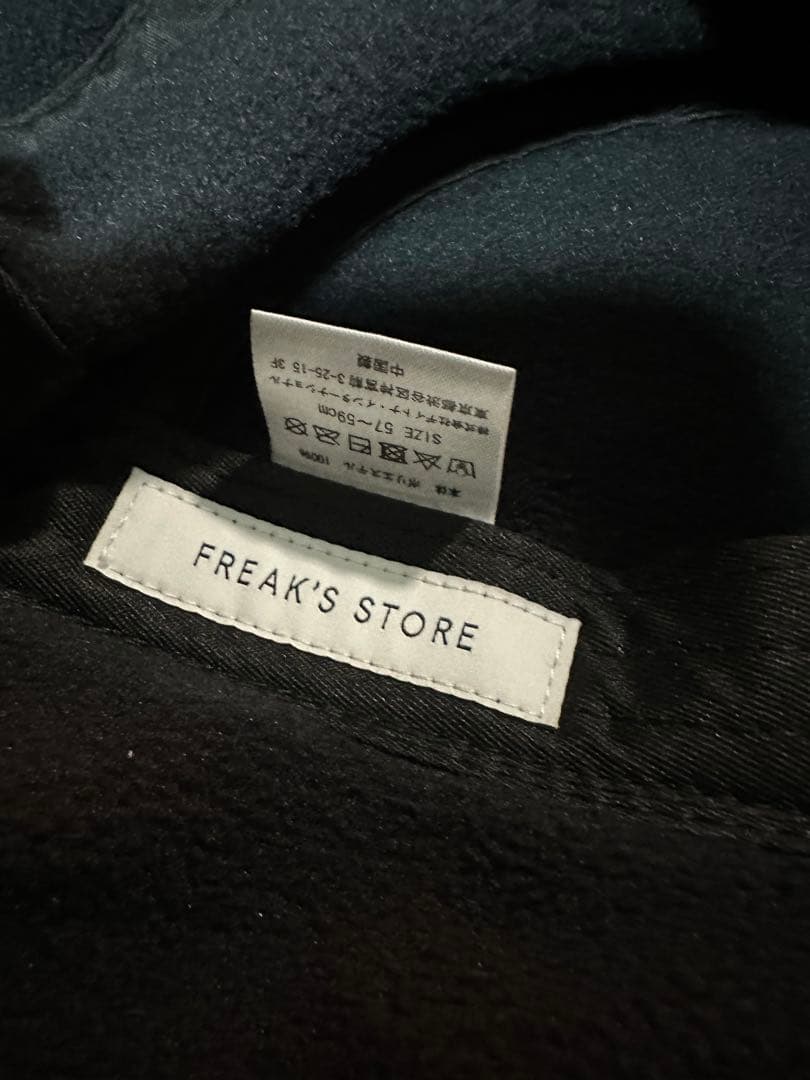 本体 ポリエステル 100%
SIZE 57~59cm
株式会社デイトナ・インターナショナル
東京都渋谷区神宮前3-25-15 3F
中国製
FREAK'S STORE